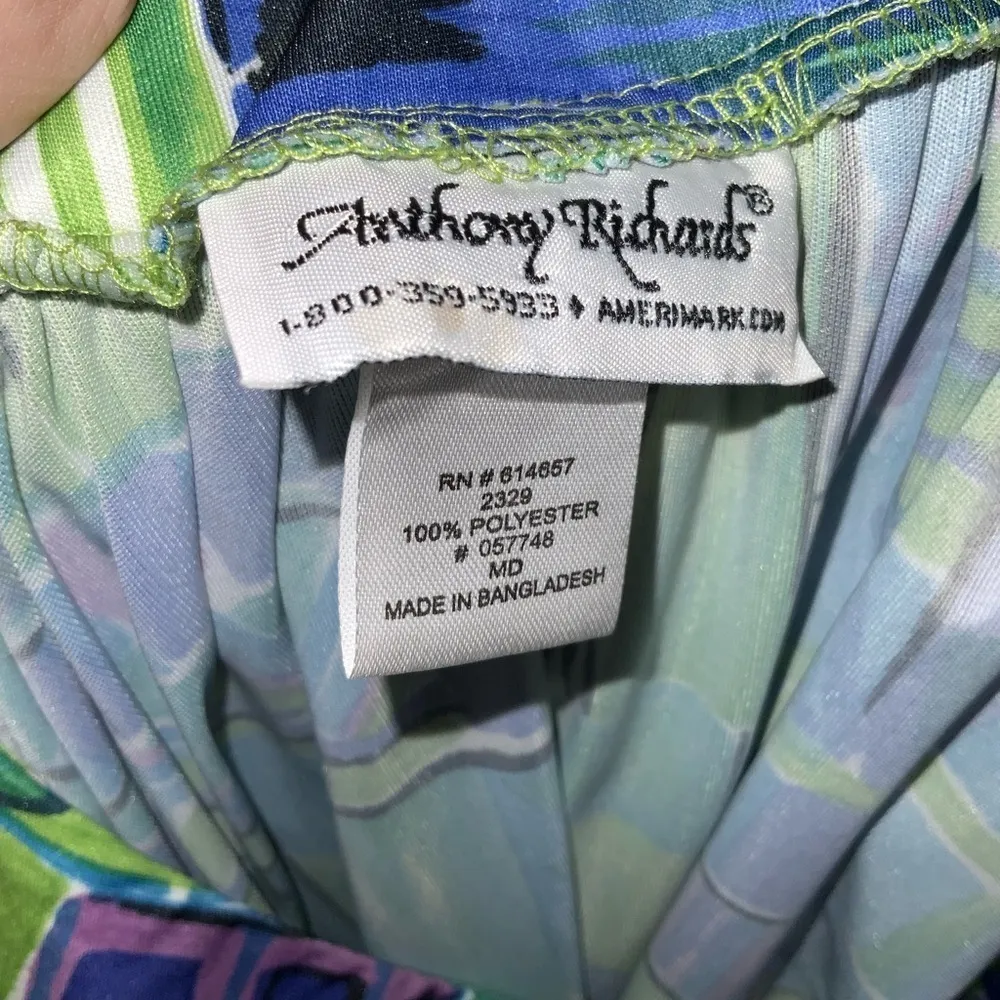 Anthony Richards®
1-800-359-5933 ♦ AMERIMARK.COM
RN # 614657
2329
100% POLYESTER
# 057748
MD
MADE IN BANGLADESH